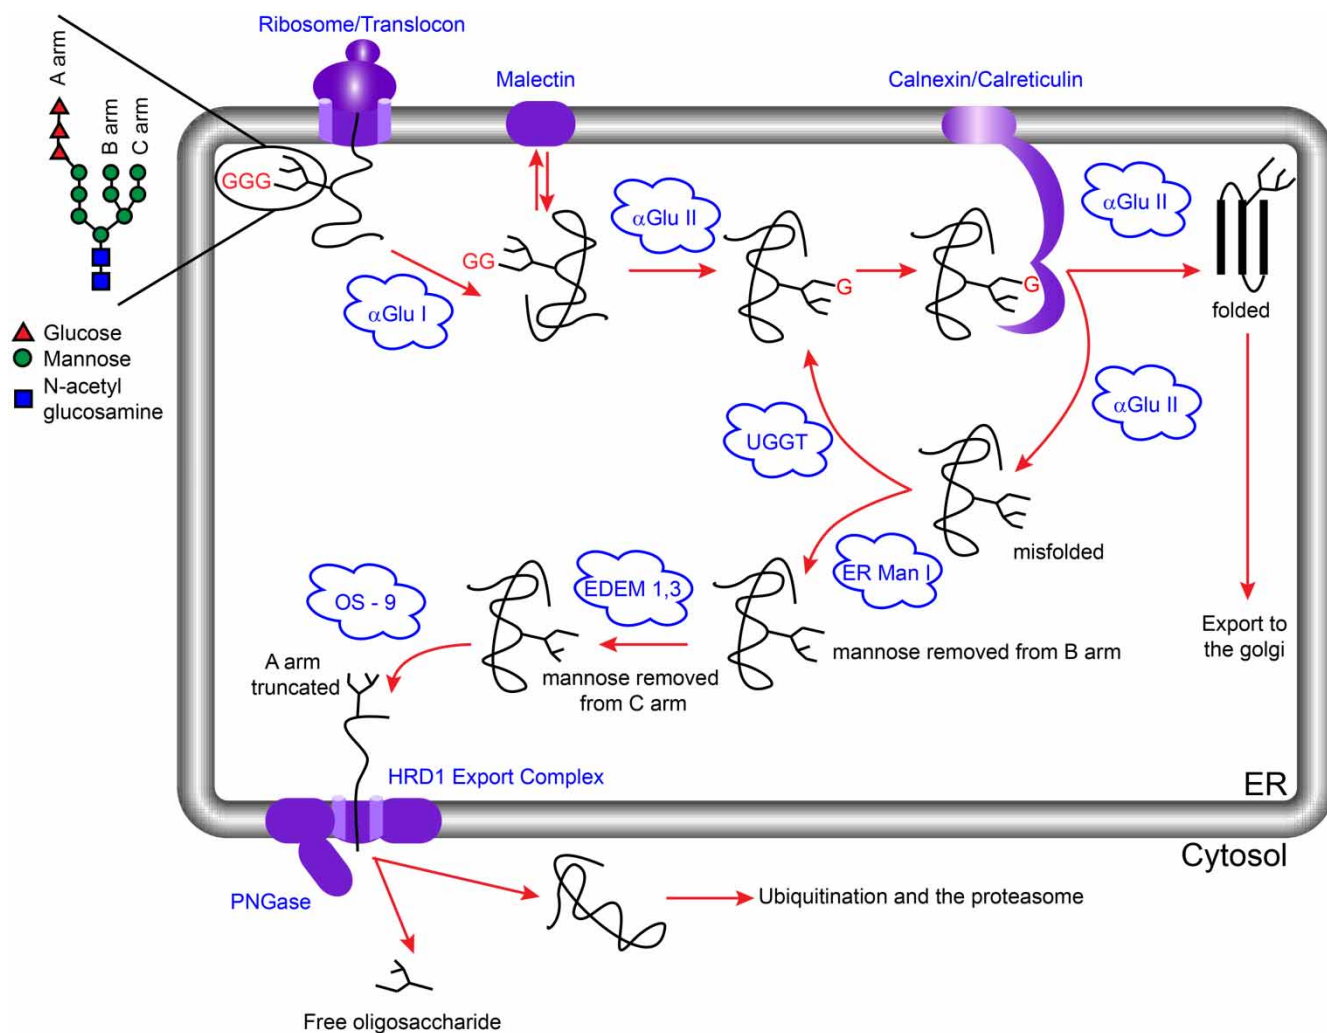 Ribosome/Translocon
Malectin
Calnexin/Calreticulin
A arm
B arm
C arm
GGG
αGlu I
GG
αGlu II
G
G
αGlu II
folded
Glucose
Mannose
N-acetyl
glucosamine
αGlu II
UGGT
misfolded
ER Man I
EDEM 1,3
OS - 9
Export to
the golgi
mannose removed from B arm
mannose removed
from C arm
A arm
truncated
HRD1 Export Complex
ER
Cytosol
PNGase
Ubiquitination and the proteasome
Free oligosaccharide